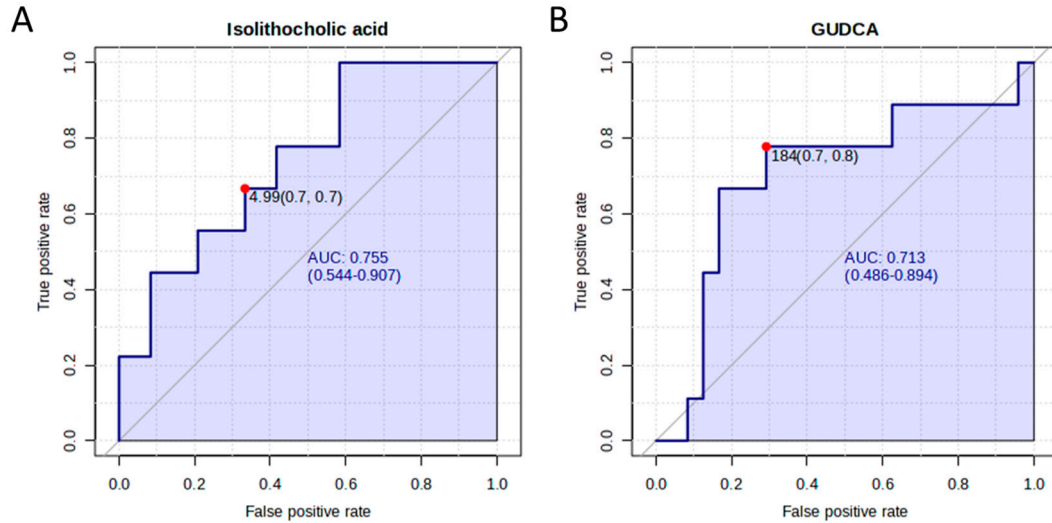 A
Isolithocholic acid
True positive rate
1.0
0.8
0.6
0.4
0.2
0.0
4.99(0.7, 0.7)
AUC: 0.755
(0.544-0.907)
0.0 0.2 0.4 0.6 0.8 1.0
False positive rate
B
GUDCA
True positive rate
1.0
0.8
0.6
0.4
0.2
0.0
184(0.7, 0.8)
AUC: 0.713
(0.486-0.894)
0.0 0.2 0.4 0.6 0.8 1.0
False positive rate